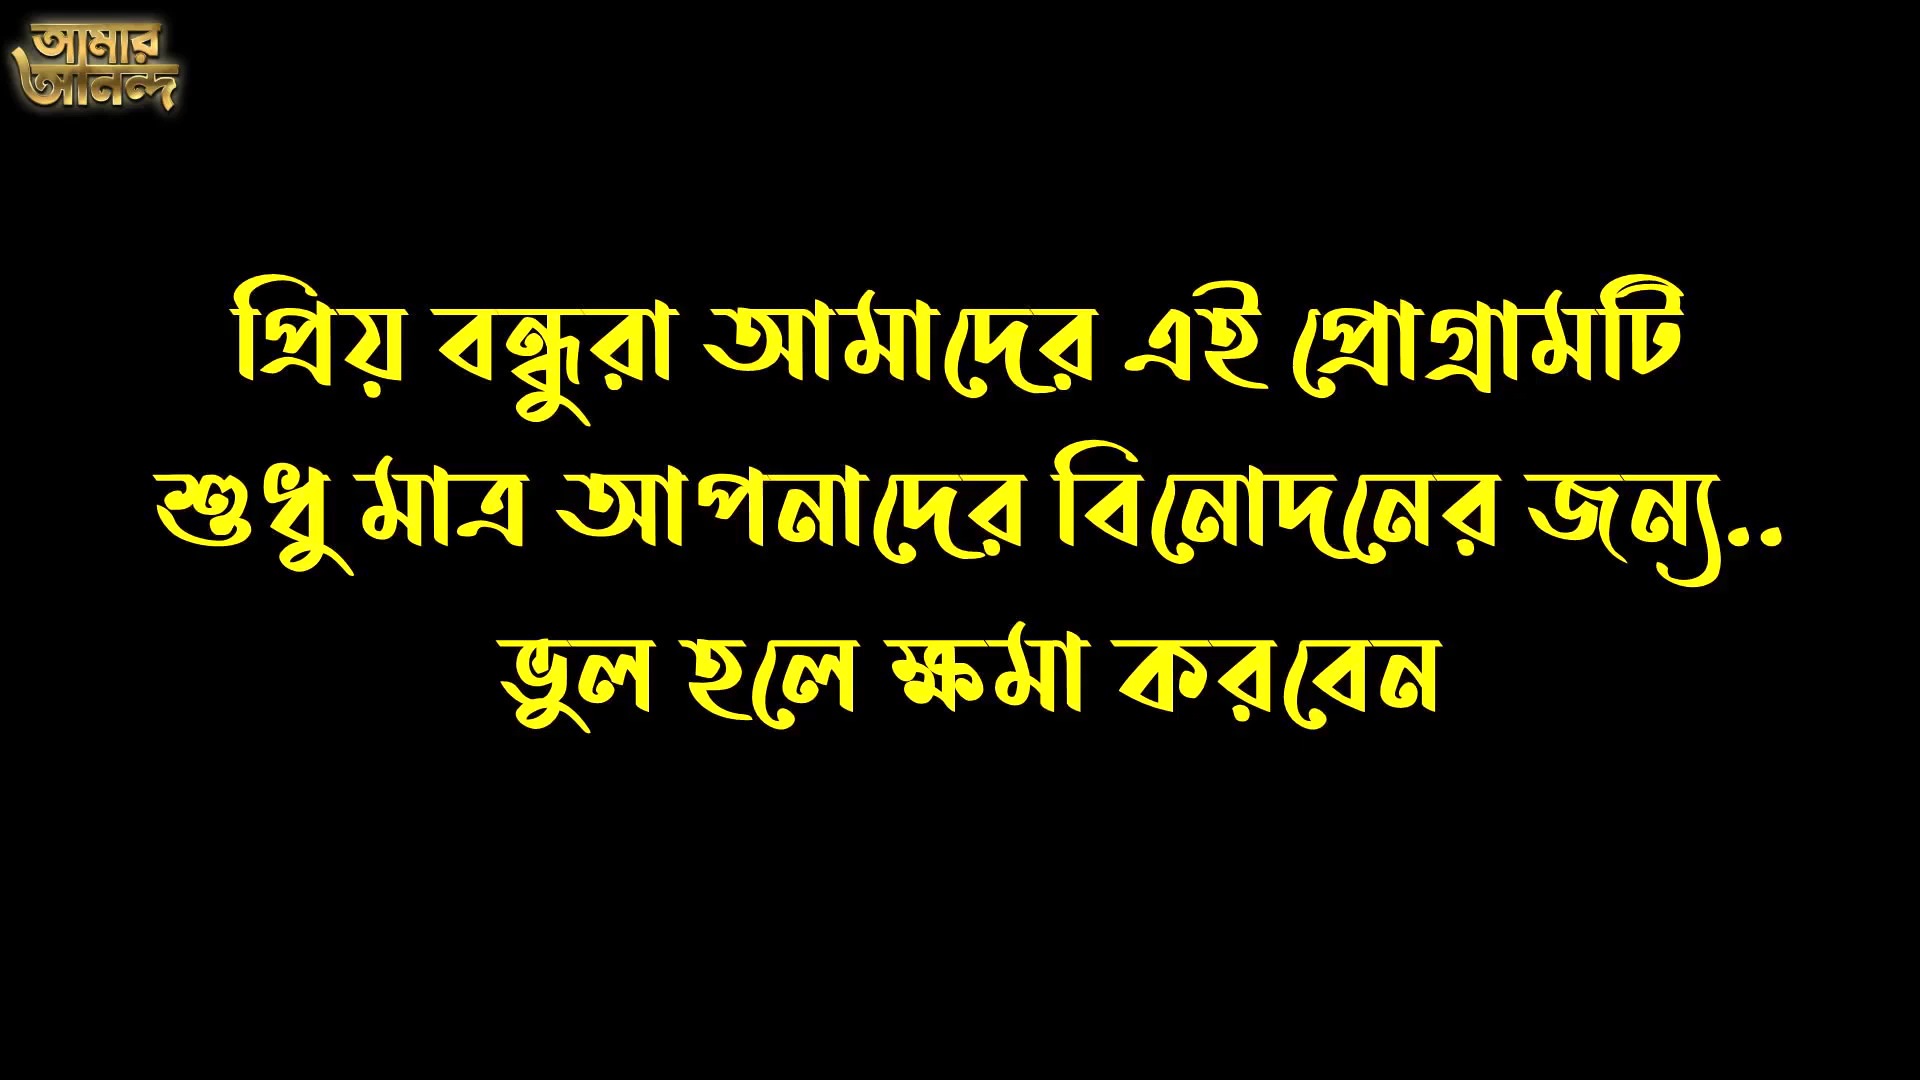 আমার
আনন্দ
প্রিয় বন্ধুরা আমাদের এই প্রোগ্রামটি
শুধু মাত্র আপনাদের বিনোদনের জন্য..
ভুল হলে ক্ষমা করবেন